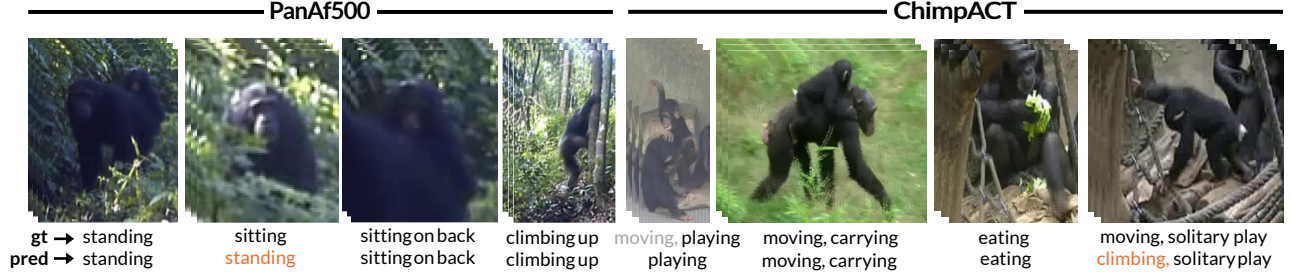 PanAf500 ChimpACT
gt → standing sitting sitting on back climbing up moving, playing moving, carrying eating moving, solitary play
pred → standing standing sitting on back climbing up playing moving, carrying eating climbing, solitary play